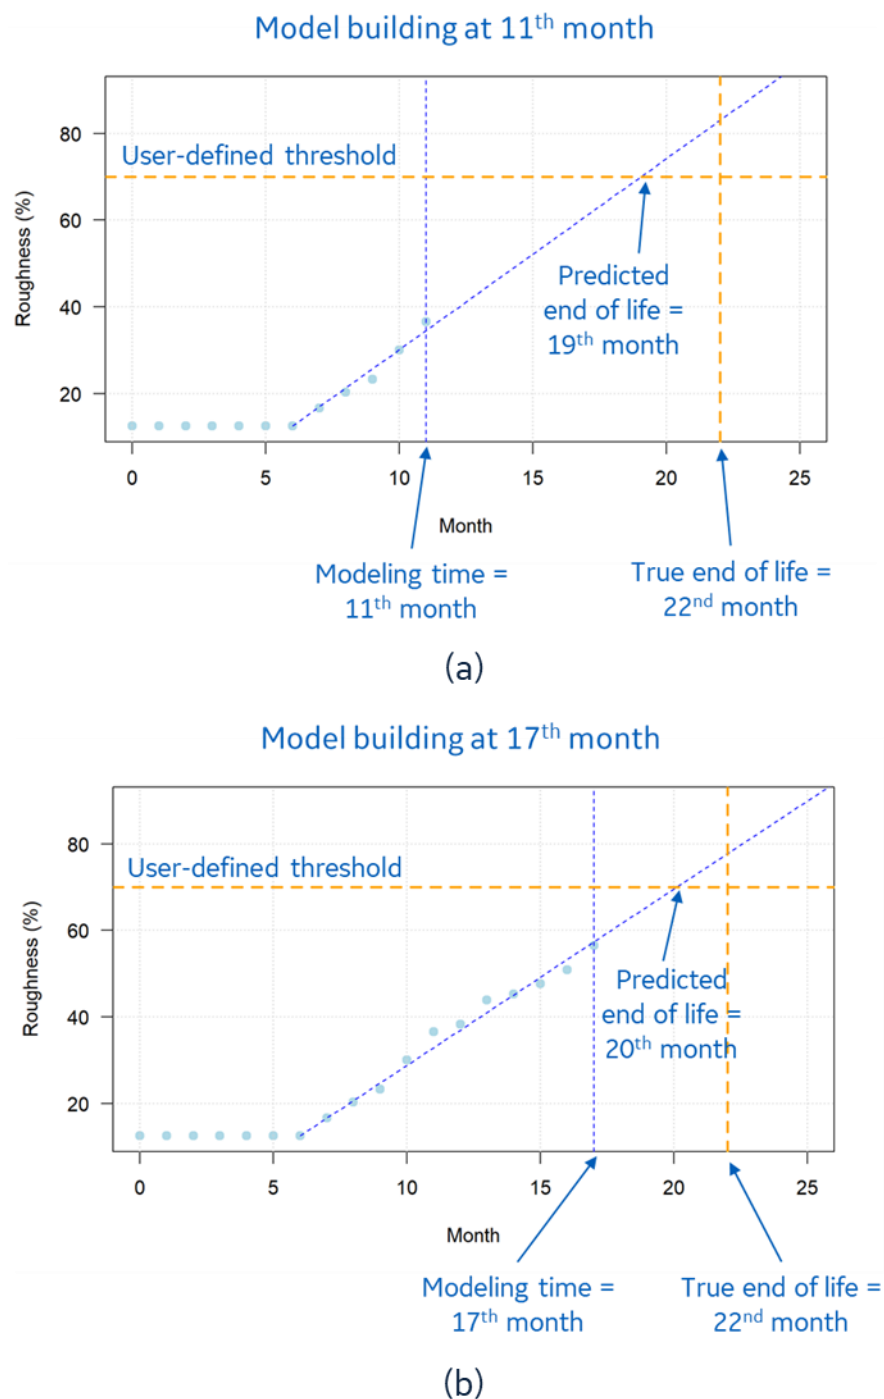 Model building at 11th month
80
User-defined threshold
60
Roughness (%)
Predicted
end of life =
19th month
40
20
0 5 10 15 20 25
Month
Modeling time =
11th month
True end of life =
22nd month
(a)
Model building at 17th month
80
User-defined threshold
60
Roughness (%)
Predicted
end of life =
20th month
40
20
0 5 10 15 20 25
Month
Modeling time =
17th month
True end of life =
22nd month
(b)